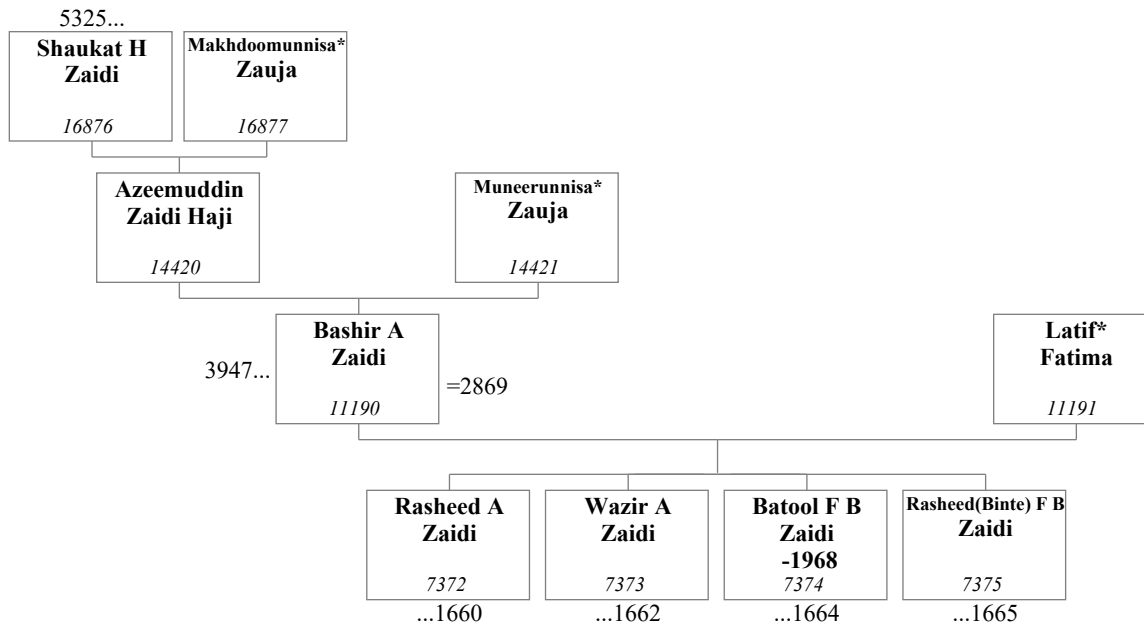 5325...
Shaukat H
Zaidi
16876
Makhdoomunnisa*
Zauja
16877
Azeemuddin
Zaidi Haji
14420
Muneerunnisa*
Zauja
14421
3947...
Bashir A
Zaidi
11190
=2869
Latif*
Fatima
11191
Rasheed A
Zaidi
7372
...1660
Wazir A
Zaidi
7373
...1662
Batool F B
Zaidi
-1968
7374
...1664
Rasheed(Binte) F B
Zaidi
7375
...1665